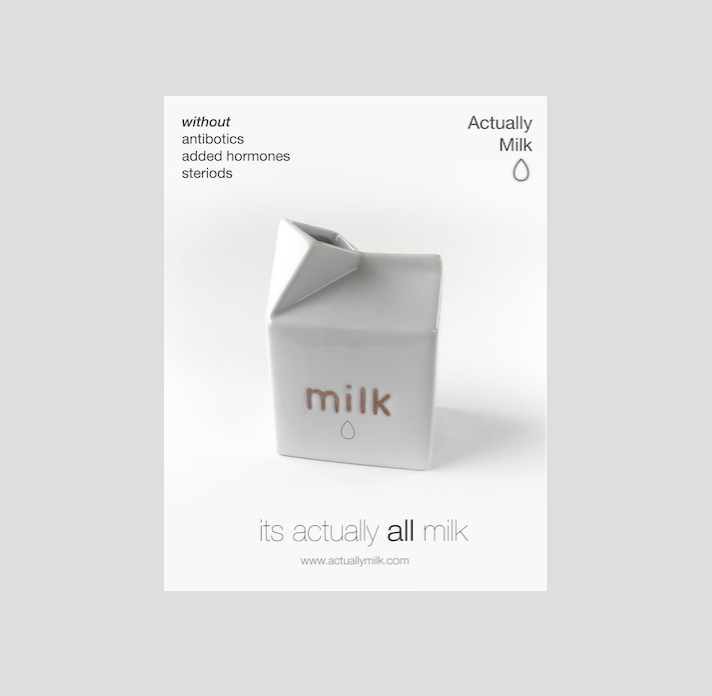 without
antibotics
added hormones
steriods
Actually
Milk
milk
its actually all milk
www.actuallymilk.com